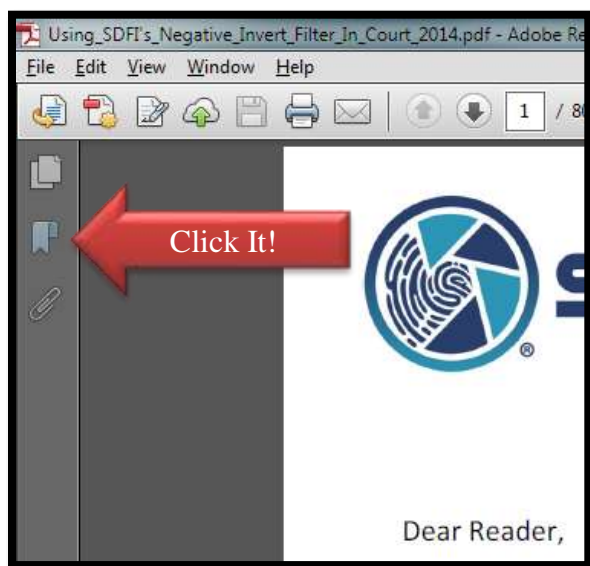 Using_SDFI's_Negative_Invert_Filter_In_Court_2014.pdf - Adobe Re
File Edit View Window Help
1 / 8
Click It!
®
Dear Reader,